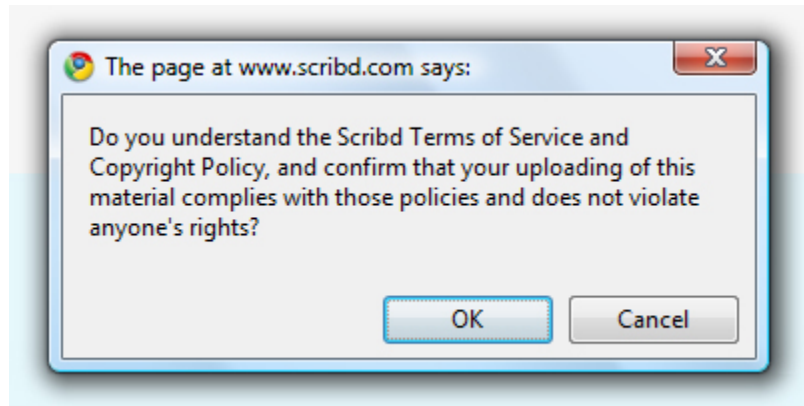 The page at www.scribd.com says:
Do you understand the Scribd Terms of Service and
Copyright Policy, and confirm that your uploading of this
material complies with those policies and does not violate
anyone's rights?
OK
Cancel